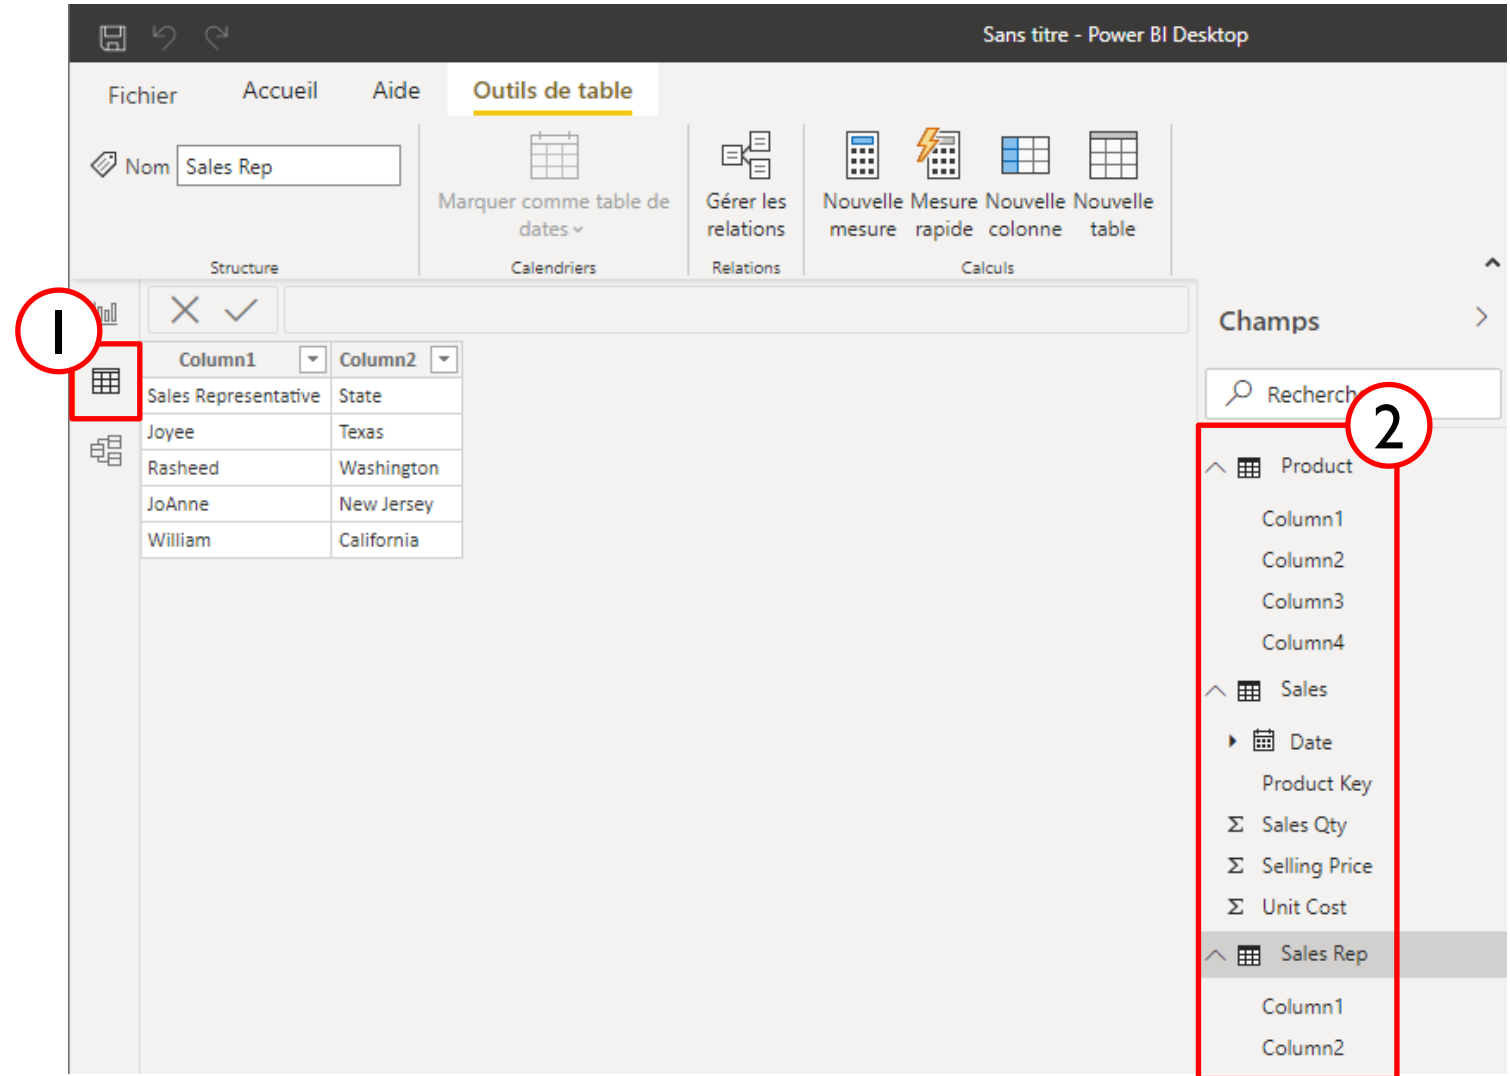 Sans titre - Power BI Desktop
Fichier Accueil Aide Outils de table
Nom Sales Rep
Marquer comme table de
dates
Gérer les
relations
Nouvelle
mesure
Mesure
rapide
Nouvelle
colonne
Nouvelle
table
Structure Calendriers Relations Calculs
1
Column1 Column2
Sales Representative State
Joyee Texas
Rasheed Washington
JoAnne New Jersey
William California
Champs
Recherche
2
Product
Column1
Column2
Column3
Column4
Sales
Date
Product Key
Σ Sales Qty
Σ Selling Price
Σ Unit Cost
Sales Rep
Column1
Column2